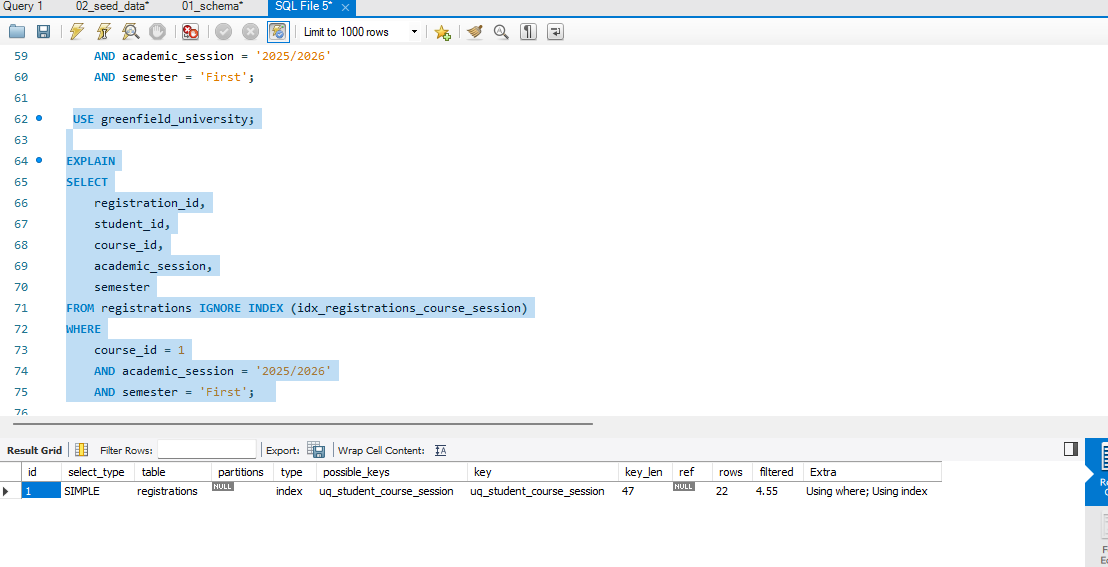 Query 1 02_seed_data* 01_schema* SQL File 5*
Limit to 1000 rows
59 AND academic_session = '2025/2026'
60 AND semester = 'First';
61
62 USE greenfield_university;
63
64 EXPLAIN
65 SELECT
66 registration_id,
67 student_id,
68 course_id,
69 academic_session,
70 semester
71 FROM registrations IGNORE INDEX (idx_registrations_course_session)
72 WHERE
73 course_id = 1
74 AND academic_session = '2025/2026'
75 AND semester = 'First';
76
Result Grid Filter Rows: Export: Wrap Cell Content:
id select_type table partitions type possible_keys key key_len ref rows filtered Extra
1 SIMPLE registrations NULL index uq_student_course_session uq_student_course_session 47 NULL 22 4.55 Using where; Using index